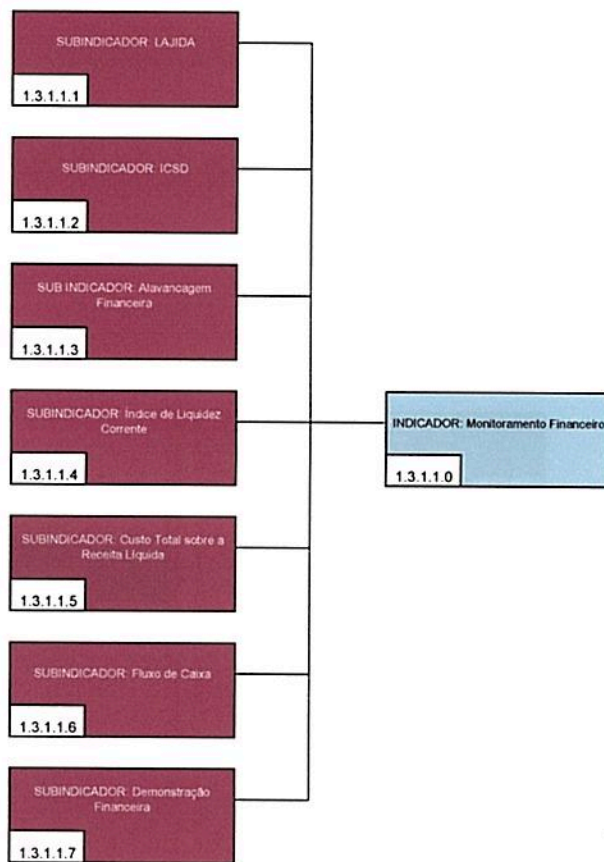 SUBINDICADOR: LAJIDA
1.3.1.1.1
SUBINDICADOR: ICSD
1.3.1.1.2
SUB INDICADOR: Alavancagem
Financeira
1.3.1.1.3
SUBINDICADOR: Índice de Liquidez
Corrente
1.3.1.1.4
INDICADOR: Monitoramento Financeiro
1.3.1.1.0
SUBINDICADOR: Custo Total sobre a
Receita Líquida
1.3.1.1.5
SUBINDICADOR: Fluxo de Caixa
1.3.1.1.6
SUBINDICADOR: Demonstração
Financeira
1.3.1.1.7